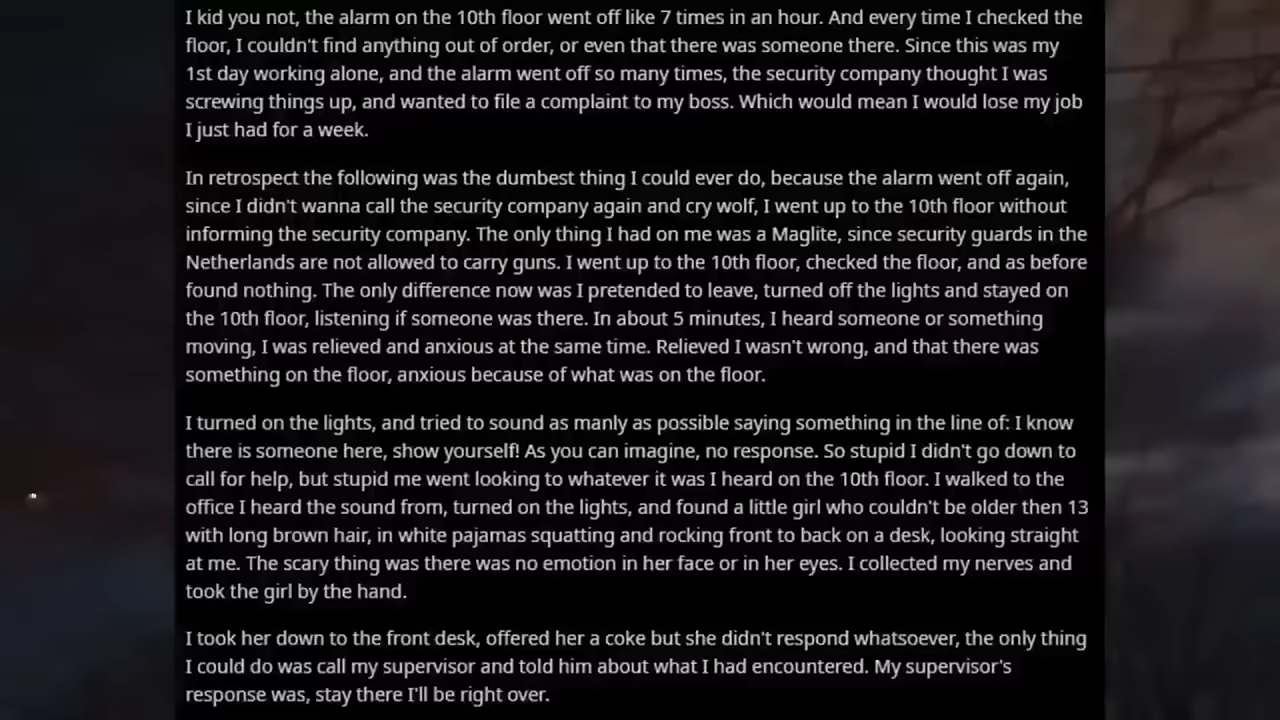 I kid you not, the alarm on the 10th floor went off like 7 times in an hour. And every time I checked the
floor, I couldn't find anything out of order, or even that there was someone there. Since this was my
1st day working alone, and the alarm went off so many times, the security company thought I was
screwing things up, and wanted to file a complaint to my boss. Which would mean I would lose my job
I just had for a week.
In retrospect the following was the dumbest thing I could ever do, because the alarm went off again,
since I didn't wanna call the security company again and cry wolf, I went up to the 10th floor without
informing the security company. The only thing I had on me was a Maglite, since security guards in the
Netherlands are not allowed to carry guns. I went up to the 10th floor, checked the floor, and as before
found nothing. The only difference now was I pretended to leave, turned off the lights and stayed on
the 10th floor, listening if someone was there. In about 5 minutes, I heard someone or something
moving, I was relieved and anxious at the same time. Relieved I wasn't wrong, and that there was
something on the floor, anxious because of what was on the floor.
I turned on the lights, and tried to sound as manly as possible saying something in the line of: I know
there is someone here, show yourself! As you can imagine, no response. So stupid I didn't go down to
call for help, but stupid me went looking to whatever it was I heard on the 10th floor. I walked to the
office I heard the sound from, turned on the lights, and found a little girl who couldn't be older then 13
with long brown hair, in white pajamas squatting and rocking front to back on a desk, looking straight
at me. The scary thing was there was no emotion in her face or in her eyes. I collected my nerves and
took the girl by the hand.
I took her down to the front desk, offered her a coke but she didn't respond whatsoever, the only thing
I could do was call my supervisor and told him about what I had encountered. My supervisor's
response was, stay there I'll be right over.